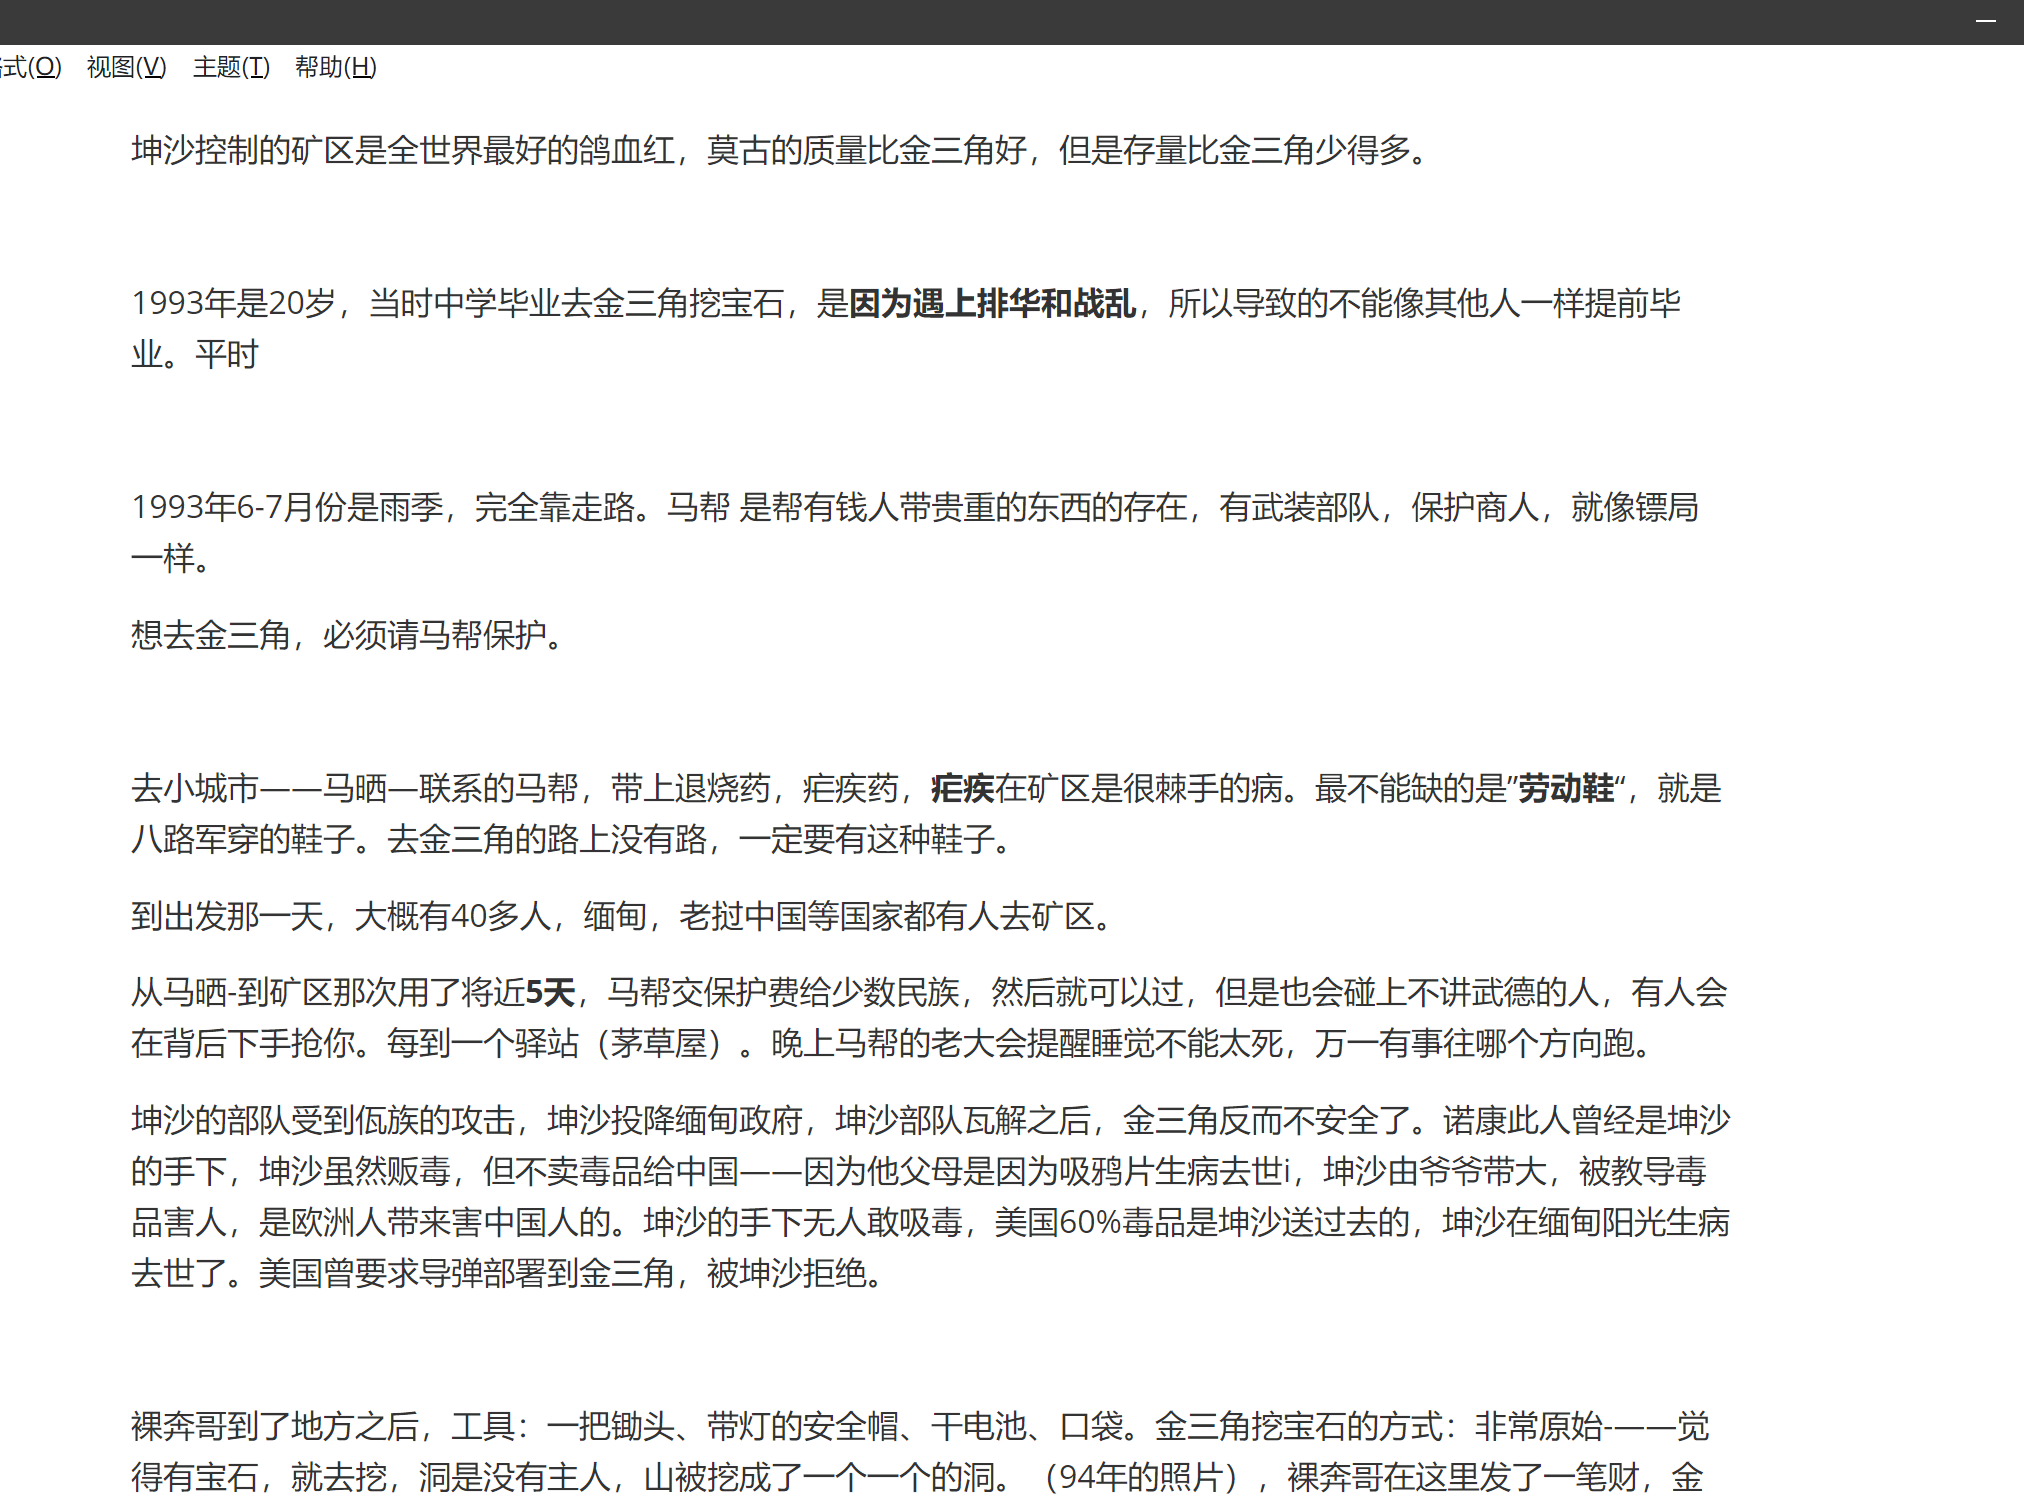 式(O) 视图(V) 主题(T) 帮助(H)
坤沙控制的矿区是全世界最好的鸽血红，莫古的质量比金三角好，但是存量比金三角少得多。
1993年是20岁，当时中学毕业去金三角挖宝石，是因为遇上排华和战乱，所以导致的不能像其他人一样提前毕
业。平时
1993年6-7月份是雨季，完全靠走路。马帮 是帮有钱人带贵重的东西的存在，有武装部队，保护商人，就像镖局
一样。
想去金三角，必须请马帮保护。
去小城市——马晒—联系的马帮，带上退烧药，疟疾药，疟疾在矿区是很棘手的病。最不能缺的是”劳动鞋“，就是
八路军穿的鞋子。去金三角的路上没有路，一定要有这种鞋子。
到出发那一天，大概有40多人，缅甸，老挝中国等国家都有人去矿区。
从马晒-到矿区那次用了将近5天，马帮交保护费给少数民族，然后就可以过，但是也会碰上不讲武德的人，有人会
在背后下手抢你。每到一个驿站（茅草屋）。晚上马帮的老大会提醒睡觉不能太死，万一有事往哪个方向跑。
坤沙的部队受到佤族的攻击，坤沙投降缅甸政府，坤沙部队瓦解之后，金三角反而不安全了。诺康此人曾经是坤沙
的手下，坤沙虽然贩毒，但不卖毒品给中国——因为他父母是因为吸鸦片生病去世i，坤沙由爷爷带大，被教导毒
品害人，是欧洲人带来害中国人的。坤沙的手下无人敢吸毒，美国60%毒品是坤沙送过去的，坤沙在缅甸阳光生病
去世了。美国曾要求导弹部署到金三角，被坤沙拒绝。
裸奔哥到了地方之后，工具：一把锄头、带灯的安全帽、干电池、口袋。金三角挖宝石的方式：非常原始-——觉
得有宝石，就去挖，洞是没有主人，山被挖成了一个一个的洞。（94年的照片），裸奔哥在这里发了一笔财，金